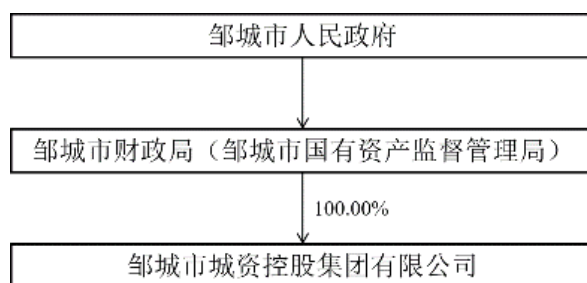 邹城市人民政府
邹城市财政局（邹城市国有资产监督管理局）
100.00%
邹城市城资控股集团有限公司